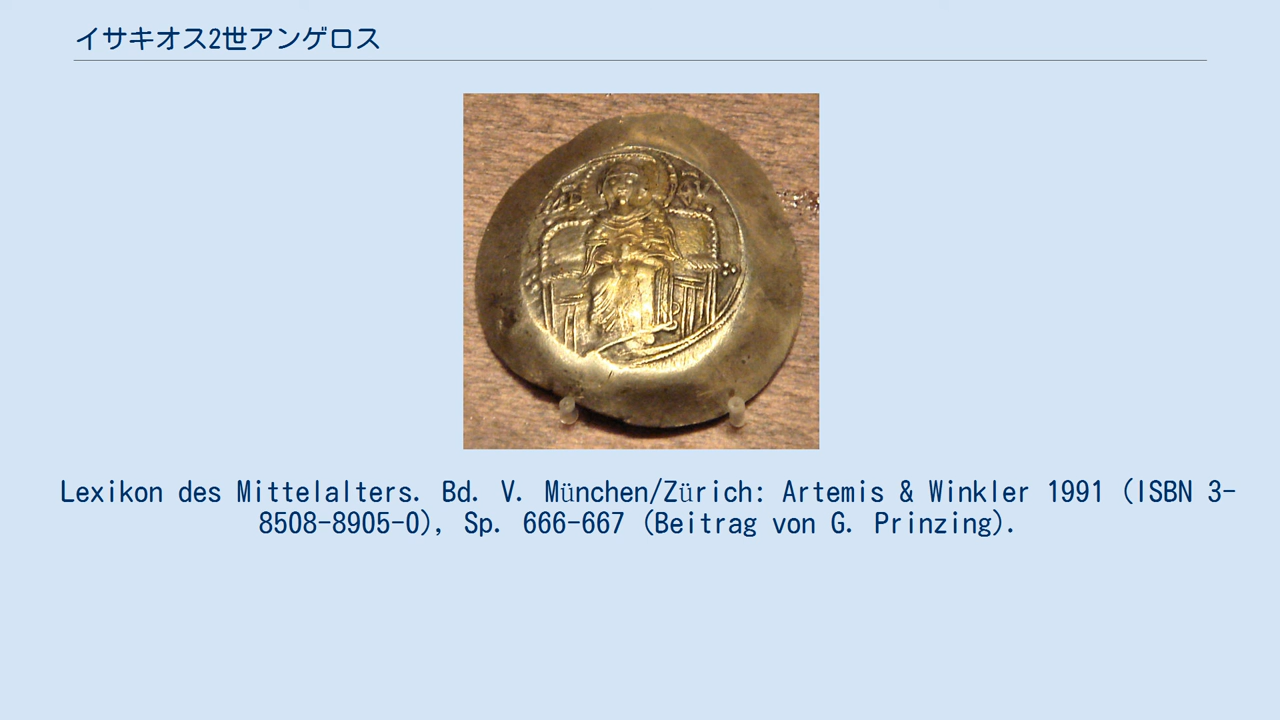 イサキオス2世アンゲロス
Lexikon des Mittelalters. Bd. V. München/Zürich: Artemis & Winkler 1991 (ISBN 3-
8508-8905-0), Sp. 666-667 (Beitrag von G. Prinzing).